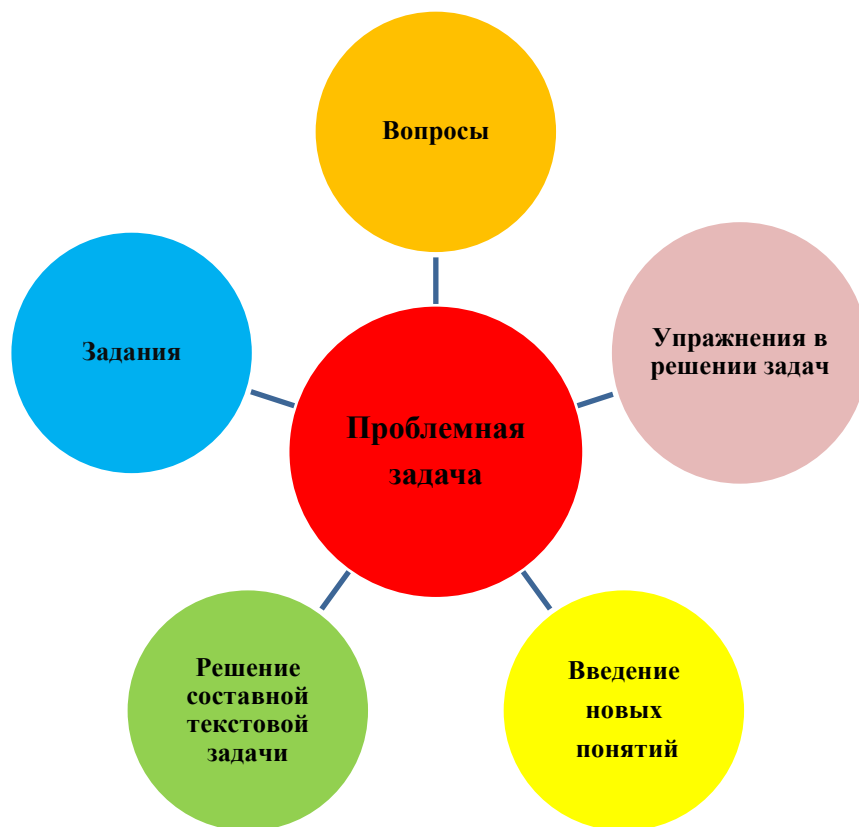 Вопросы
Задания
Упражнения в
решении задач
Проблемная
задача
Решение
составной
текстовой
задачи
Введение
новых
понятий